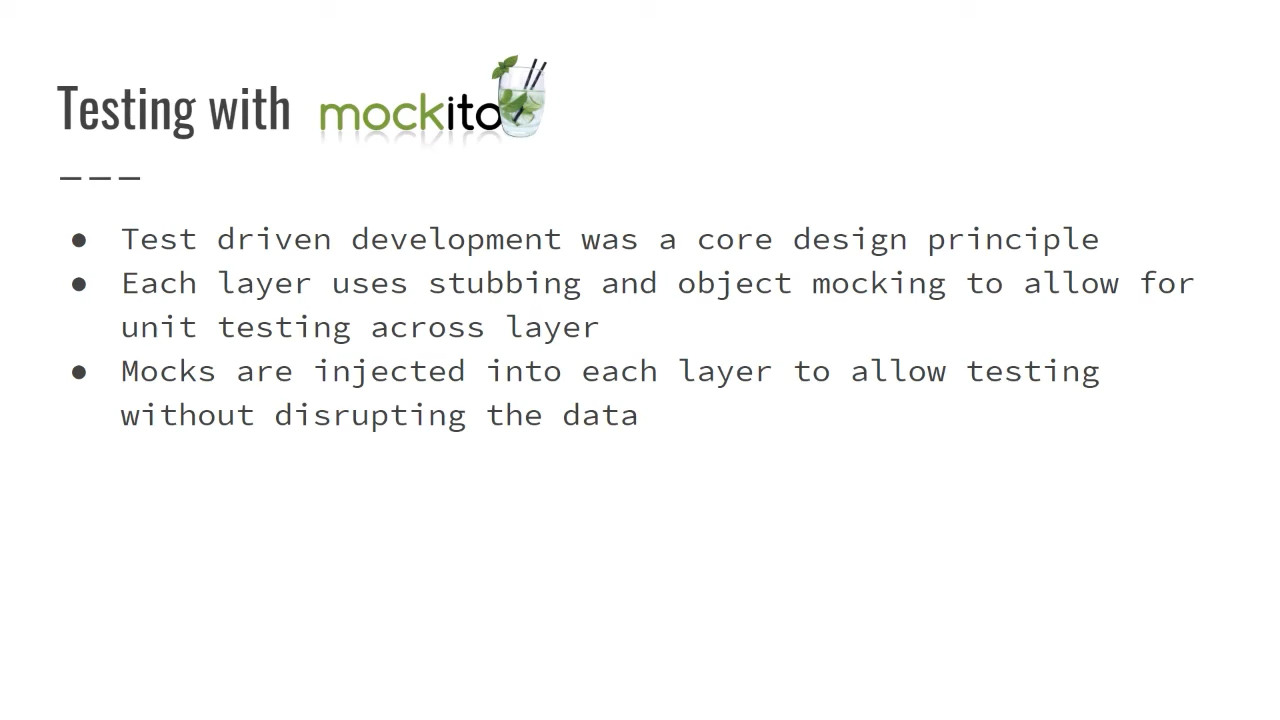 Testing with mockito
Test driven development was a core design principle
Each layer uses stubbing and object mocking to allow for
unit testing across layer
Mocks are injected into each layer to allow testing
without disrupting the data